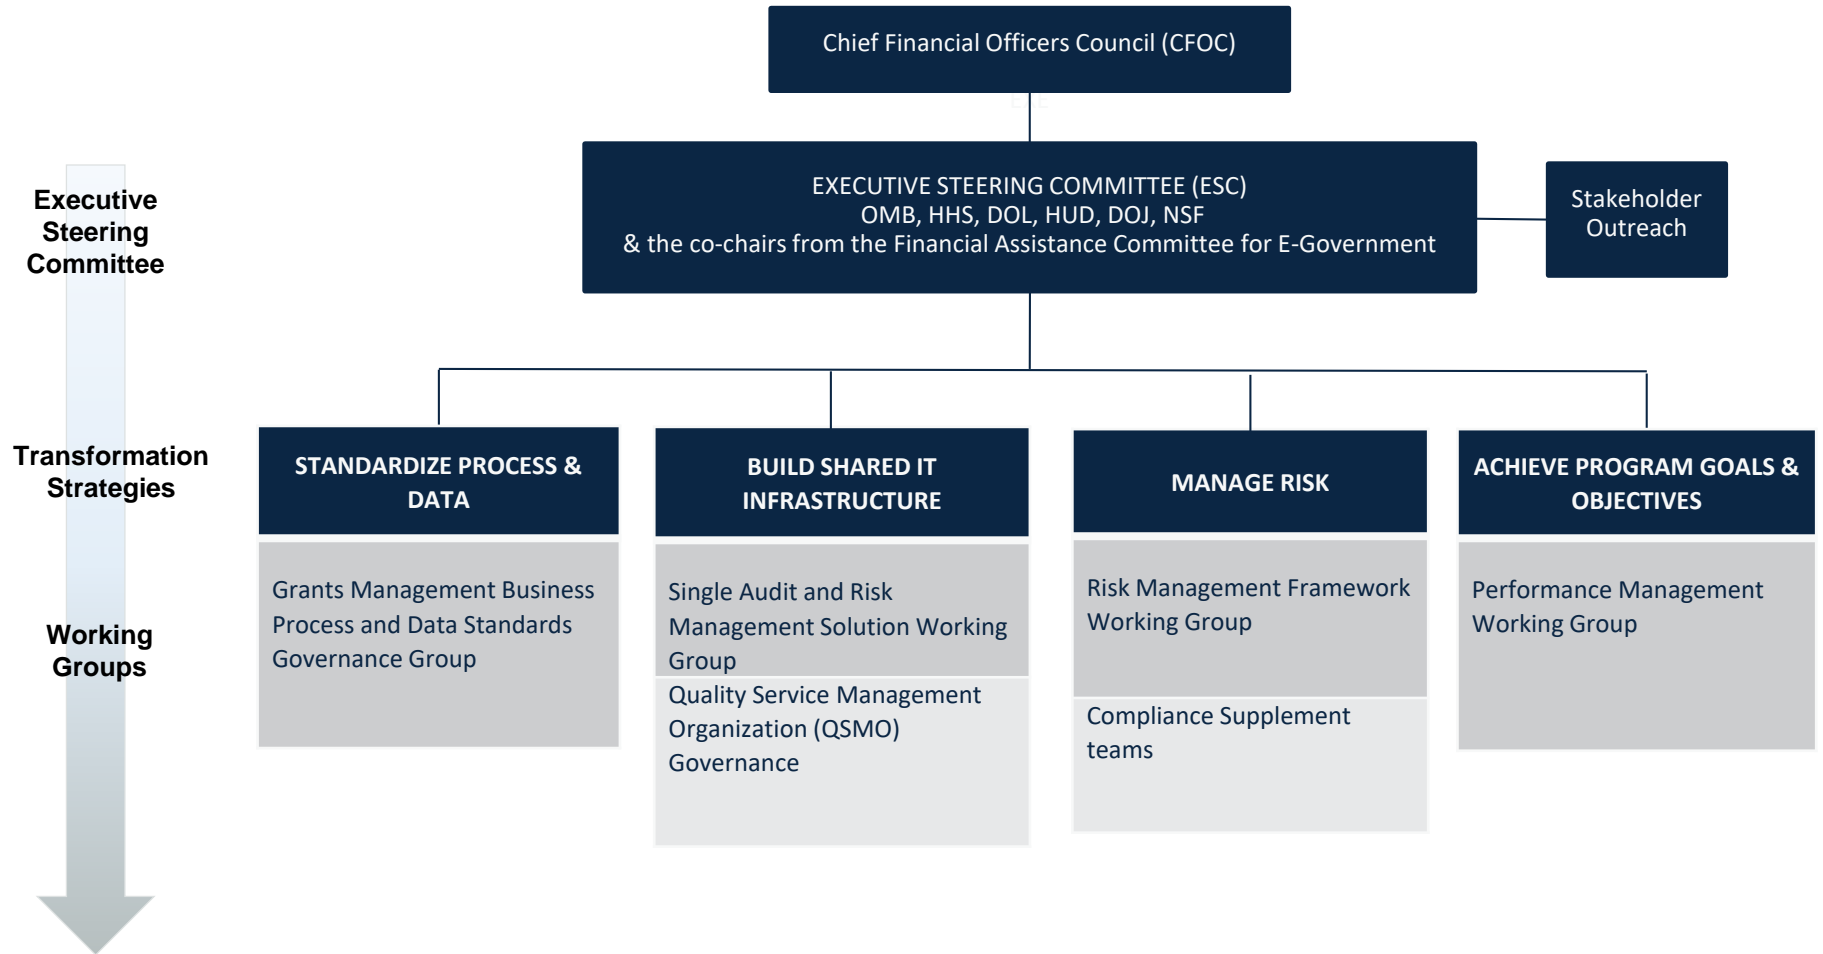 Chief Financial Officers Council (CFOC)
EXECUTIVE STEERING COMMITTEE (ESC)
OMB, HHS, DOL, HUD, DOJ, NSF
& the co-chairs from the Financial Assistance Committee for E-Government
Stakeholder
Outreach
Executive
Steering
Committee
Transformation
Strategies
STANDARDIZE PROCESS &
DATA
BUILD SHARED IT
INFRASTRUCTURE
MANAGE RISK
ACHIEVE PROGRAM GOALS &
OBJECTIVES
Working
Groups
Grants Management Business
Process and Data Standards
Governance Group
Single Audit and Risk
Management Solution Working
Group
Quality Service Management
Organization (QSMO)
Governance
Risk Management Framework
Working Group
Compliance Supplement
teams
Performance Management
Working Group